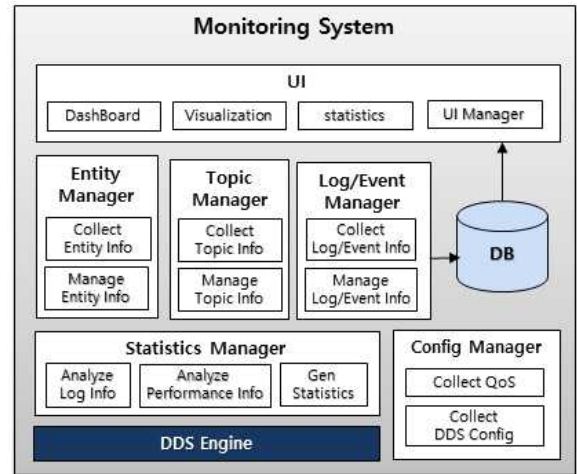 Monitoring System
UI
DashBoard
Visualization
statistics
UI Manager
Entity
Manager
Collect
Entity Info
Manage
Entity Info
Topic
Manager
Collect
Topic Info
Manage
Topic Info
Log/Event
Manager
Collect
Log/Event Info
Manage
Log/Event Info
DB
Statistics Manager
Analyze
Log Info
Analyze
Performance Info
Gen
Statistics
Config Manager
Collect QoS
Collect
DDS Config
DDS Engine